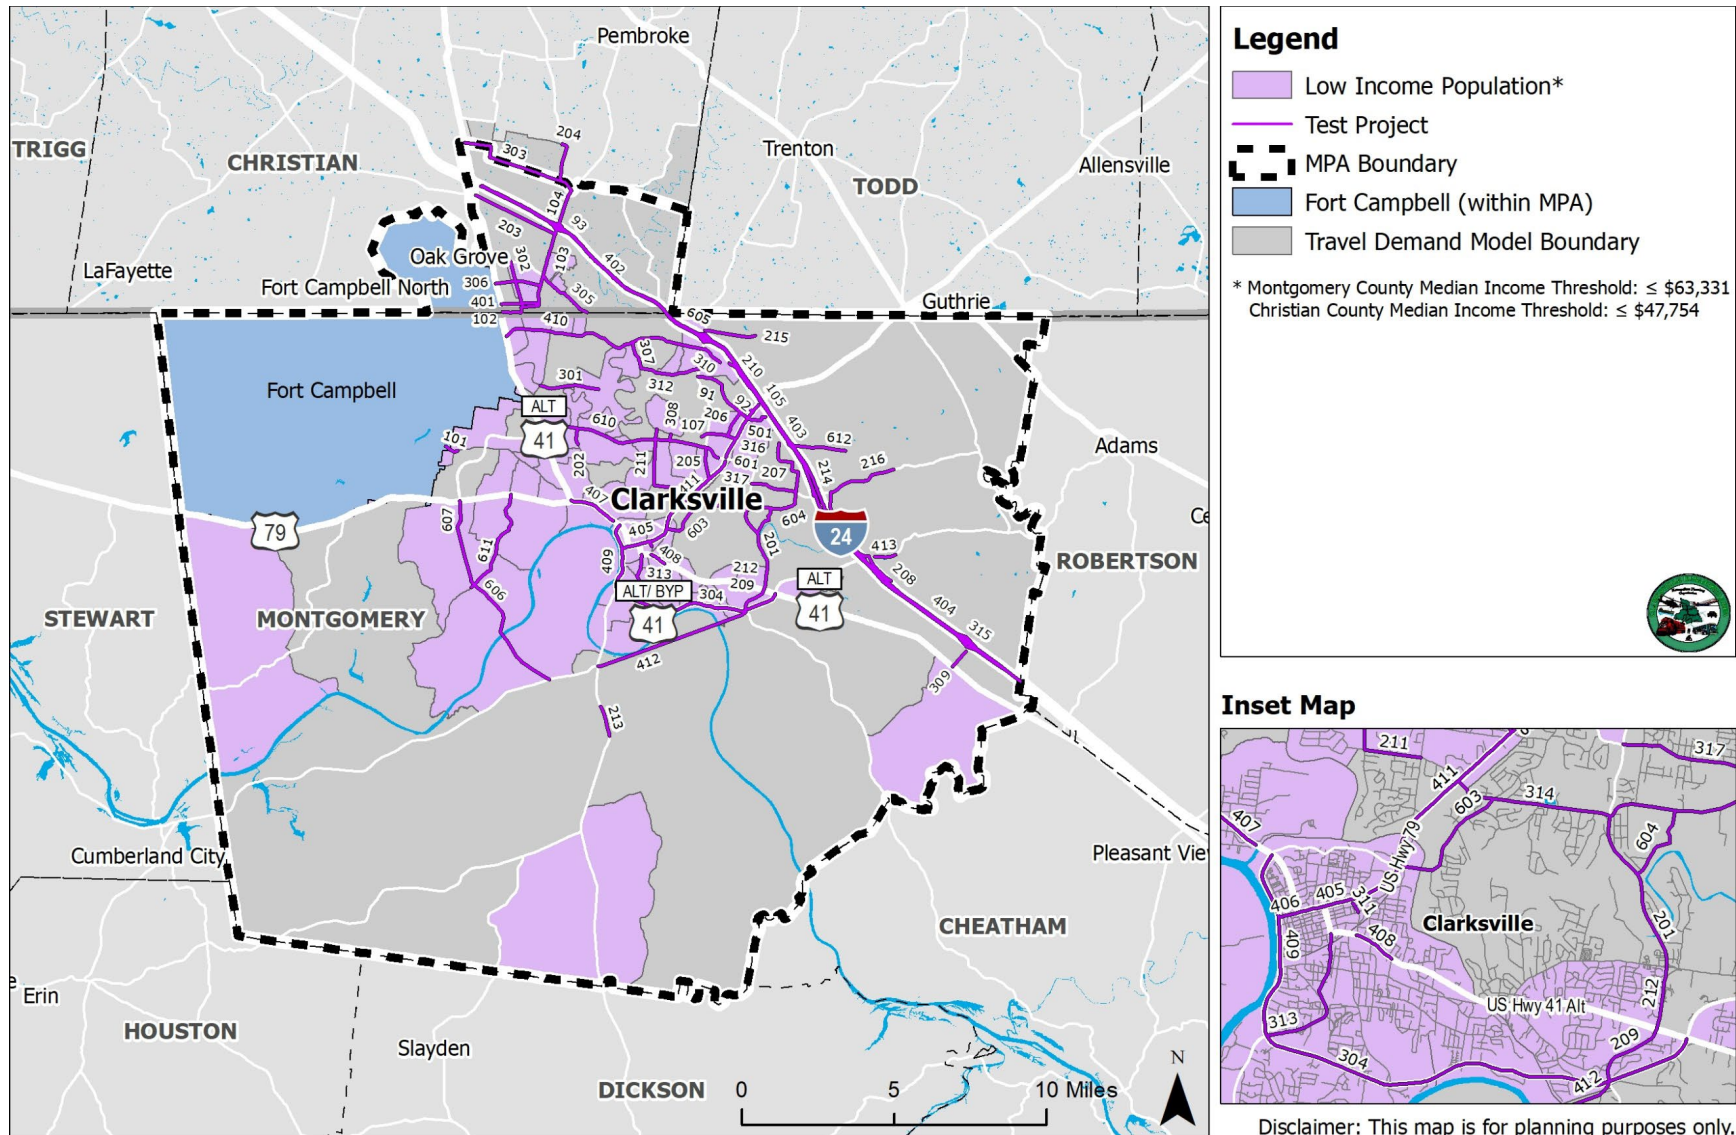 Pembroke
TRIGG
CHRISTIAN
204
303
Trenton
Allensville
TODD
104
93
203
302
103
402
Oak Grove
LaFayette
Fort Campbell North
306
401
305
102
410
605
215
Guthrie
307
310
210
105
Fort Campbell
301
312
91
92
403
ALT
41
610
308
107
206
501
316
612
Adams
101
202
211
205
601
207
214
216
317
411
407
Clarksville
79
607
611
405
603
604
201
24
413
409
408
313
212
209
ALT
208
ROBERTSON
STEWART
MONTGOMERY
606
ALT/ BYP
41
304
41
404
315
412
309
213
Cumberland City
Pleasant
CHEATHAM
Erin
HOUSTON
Slayden
DICKSON
0 5 10 Miles
N
Legend
Low Income Population*
Test Project
MPA Boundary
Fort Campbell (within MPA)
Travel Demand Model Boundary
* Montgomery County Median Income Threshold: ≤ $63,331
Christian County Median Income Threshold: ≤ $47,754
Inset Map
211
317
411
603
314
407
US Hwy 79
604
406
405
311
Clarksville
201
409
408
212
US Hwy 41 Alt
313
209
304
412
Disclaimer: This map is for planning purposes only.